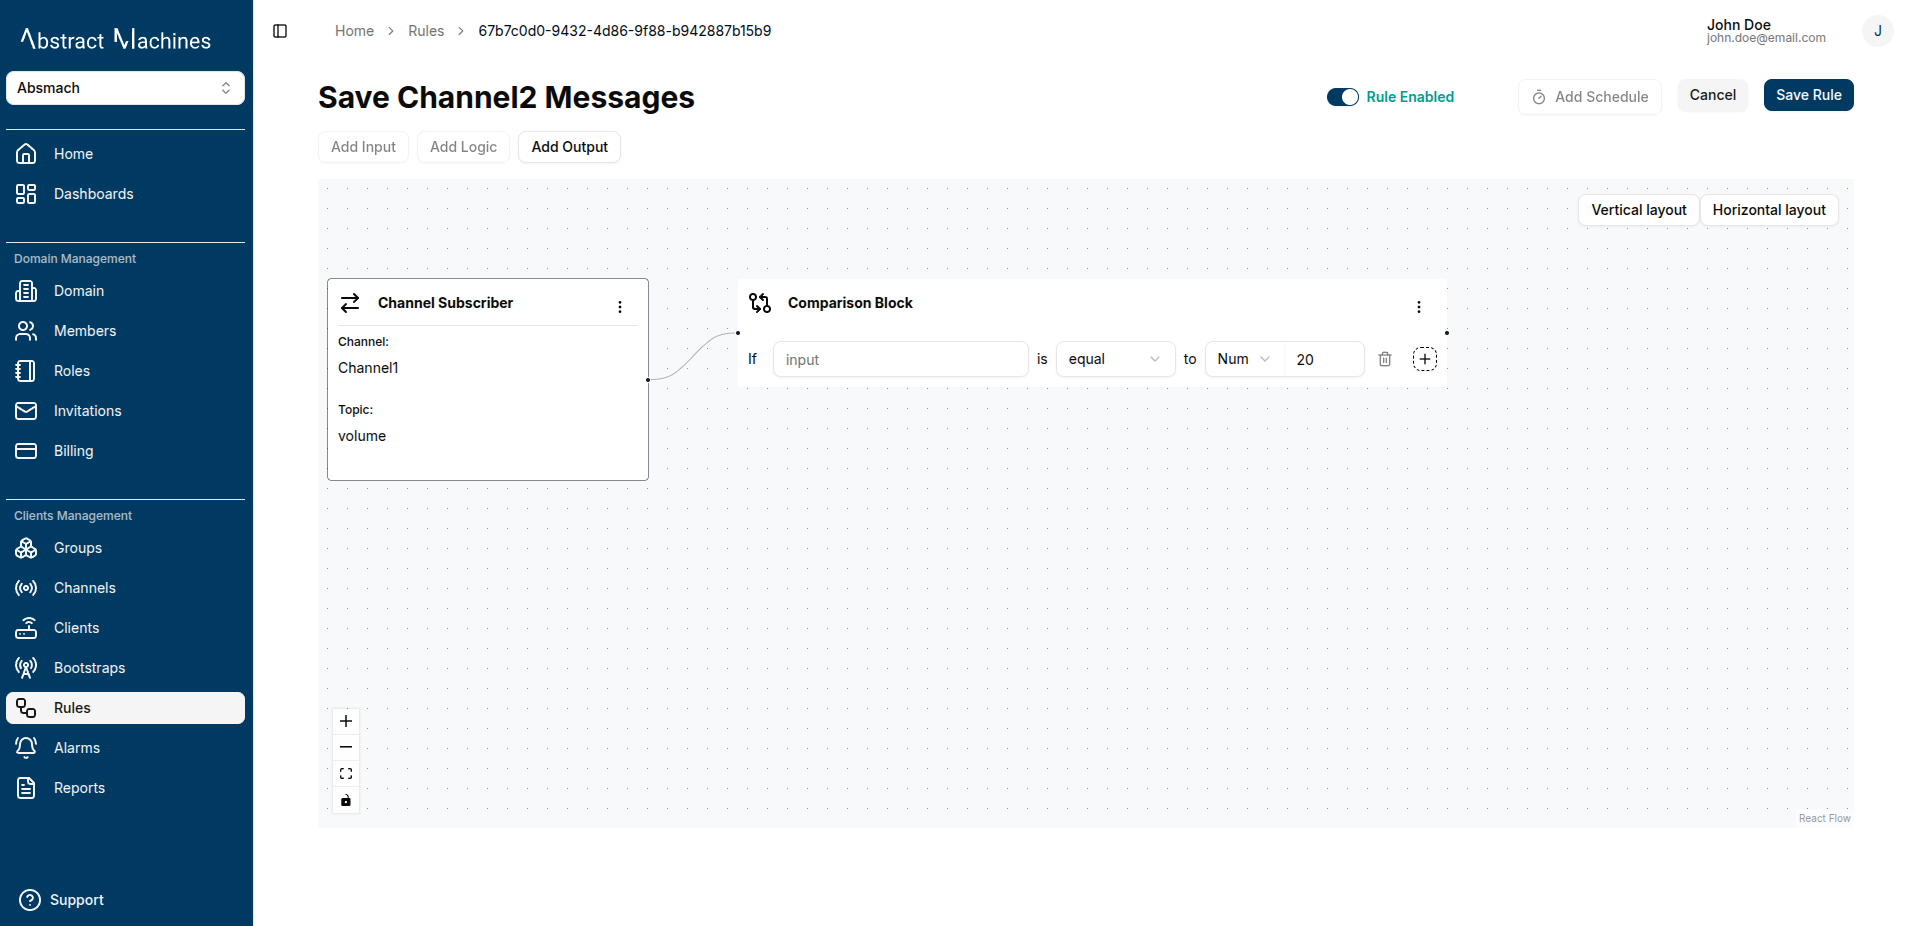 Abstract Machines
Absmach
Home
Dashboards
Domain Management
Domain
Members
Roles
Invitations
Billing
Clients Management
Groups
Channels
Clients
Bootstraps
Rules
Alarms
Reports
Support
Home > Rules > 67b7c0d0-9432-4d86-9f88-b942887b15b9
John Doe
john.doe@email.com
J
Save Channel2 Messages
Rule Enabled
Add Schedule
Cancel
Save Rule
Add Input
Add Logic
Add Output
Vertical layout
Horizontal layout
Channel Subscriber
Channel:
Channel1
Topic:
volume
Comparison Block
If input is equal to Num 20
React Flow